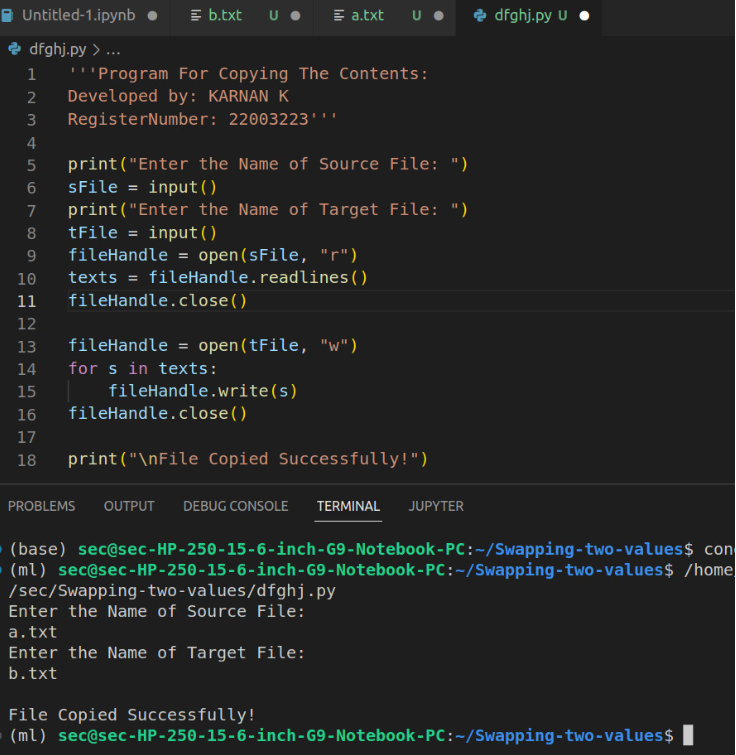 Untitled-1.ipynb ● b.txt U ● a.txt U ● dfghj.py U ●
dfghj.py > ...
1 '''Program For Copying The Contents:
2 Developed by: KARNAN K
3 RegisterNumber: 22003223'''
4
5 print("Enter the Name of Source File: ")
6 sFile = input()
7 print("Enter the Name of Target File: ")
8 tFile = input()
9 fileHandle = open(sFile, "r")
10 texts = fileHandle.readlines()
11 fileHandle.close()
12
13 fileHandle = open(tFile, "w")
14 for s in texts:
15     fileHandle.write(s)
16 fileHandle.close()
17
18 print("\nFile Copied Successfully!")
PROBLEMS OUTPUT DEBUG CONSOLE TERMINAL JUPYTER
(base) sec@sec-HP-250-15-6-inch-G9-Notebook-PC:~/Swapping-two-values$ con
(ml) sec@sec-HP-250-15-6-inch-G9-Notebook-PC:~/Swapping-two-values$ /home
/sec/Swapping-two-values/dfghj.py
Enter the Name of Source File:
a.txt
Enter the Name of Target File:
b.txt

File Copied Successfully!
(ml) sec@sec-HP-250-15-6-inch-G9-Notebook-PC:~/Swapping-two-values$